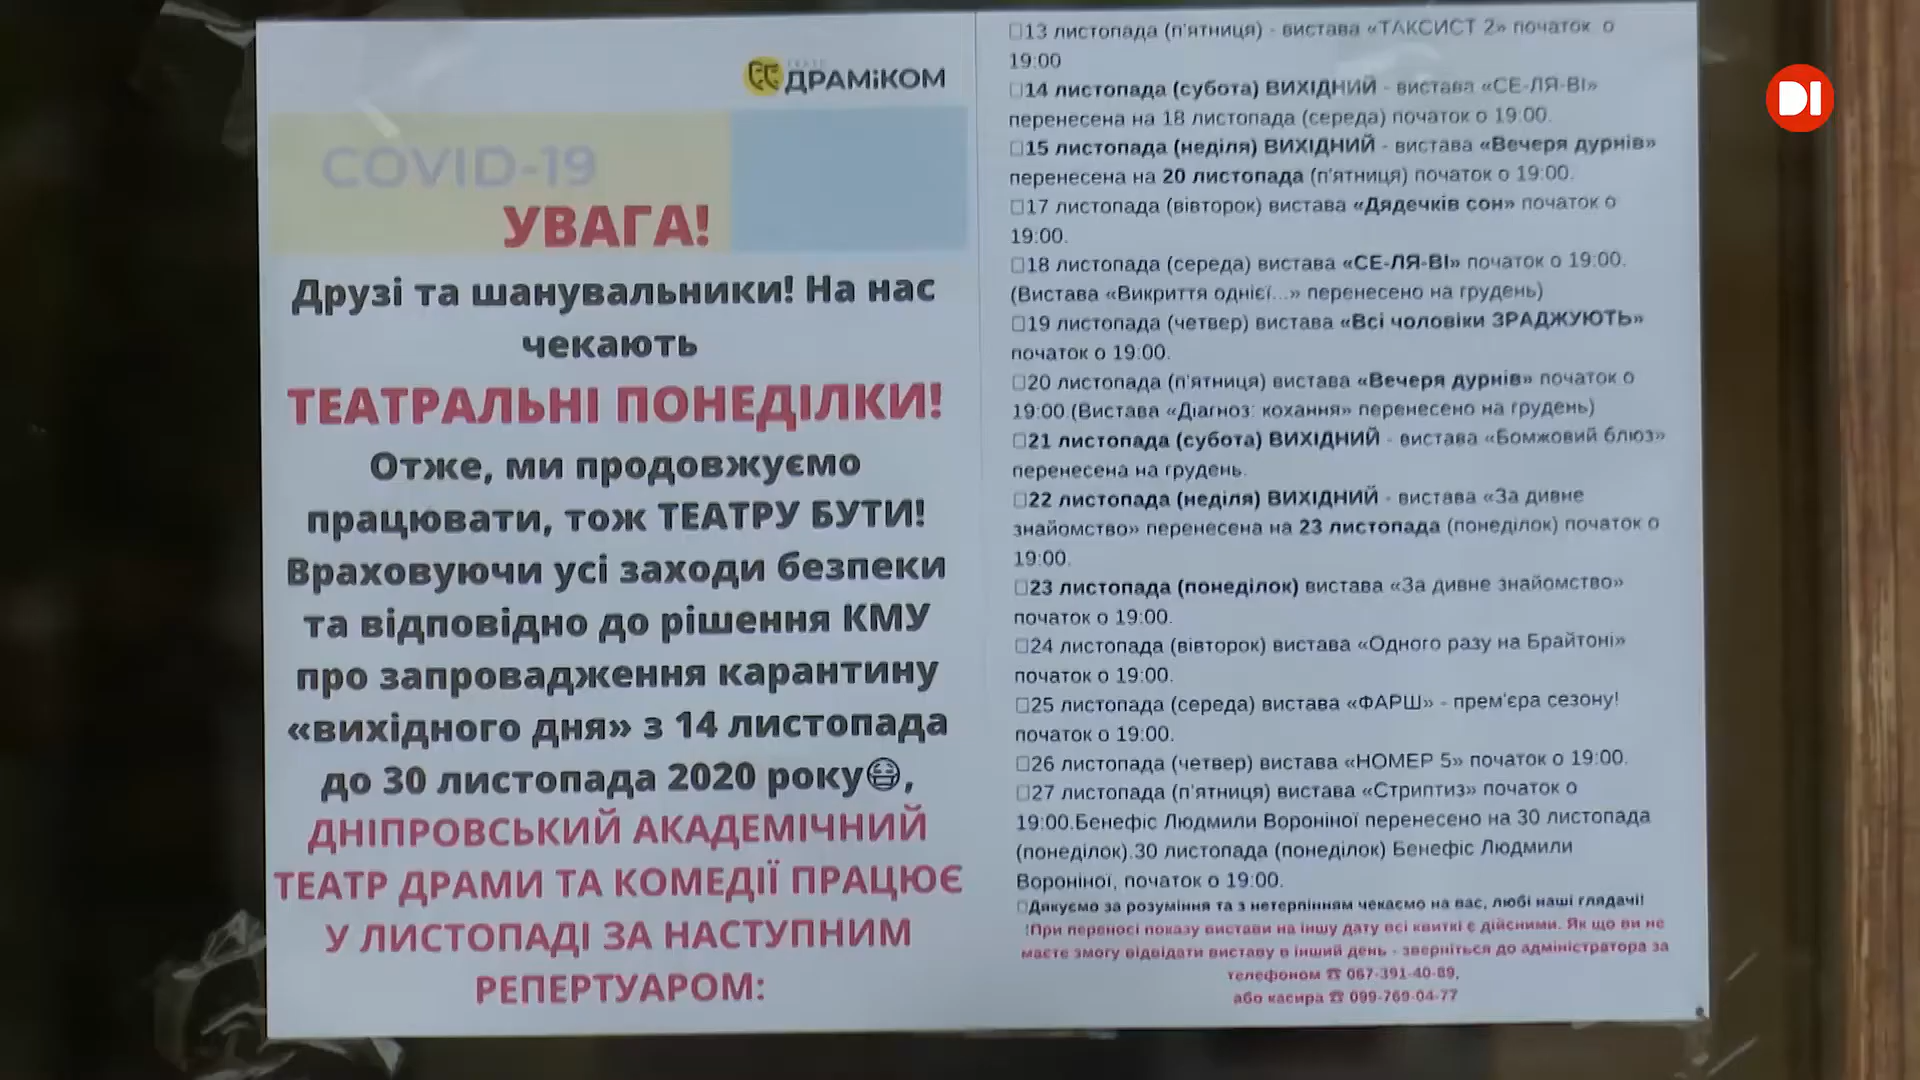 ДРАМіКОМ
COVID-19
УВАГА!
Друзі та шанувальники! На нас
чекають
ТЕАТРАЛЬНІ ПОНЕДІЛКИ!
Отже, ми продовжуємо
працювати, тож ТЕАТРУ БУТИ!
Враховуючи усі заходи безпеки
та відповідно до рішення КМУ
про запровадження карантину
«вихідного дня» з 14 листопада
до 30 листопада 2020 року😷,
ДНІПРОВСЬКИЙ АКАДЕМІЧНИЙ
ТЕАТР ДРАМИ ТА КОМЕДІЇ ПРАЦЮЄ
У ЛИСТОПАДІ ЗА НАСТУПНИМ
РЕПЕРТУАРОМ:
□13 листопада (п'ятниця) - вистава «ТАКСИСТ 2» початок о
19:00
□14 листопада (субота) ВИХІДНИЙ - вистава «СЕ-ЛЯ-ВІ»
перенесена на 18 листопада (середа) початок о 19:00.
□15 листопада (неділя) ВИХІДНИЙ - вистава «Вечеря дурнів»
перенесена на 20 листопада (п'ятниця) початок о 19:00.
□17 листопада (вівторок) вистава «Дядечків сон» початок о
19:00.
□18 листопада (середа) вистава «СЕ-ЛЯ-ВІ» початок о 19:00.
(Вистава «Викриття однієї...» перенесено на грудень)
□19 листопада (четвер) вистава «Всі чоловіки ЗРАДЖУЮТЬ»
початок о 19:00.
□20 листопада (п'ятниця) вистава «Вечеря дурнів» початок о
19:00.(Вистава «Діагноз: кохання» перенесено на грудень)
□21 листопада (субота) ВИХІДНИЙ - вистава «Бомжовий блюз»
перенесена на грудень.
□22 листопада (неділя) ВИХІДНИЙ - вистава «За дивне
знайомство» перенесена на 23 листопада (понеділок) початок о
19:00.
□23 листопада (понеділок) вистава «За дивне знайомство»
початок о 19:00.
□24 листопада (вівторок) вистава «Одного разу на Брайтоні»
початок о 19:00.
□25 листопада (середа) вистава «ФАРШ» - прем'єра сезону!
початок о 19:00.
□26 листопада (четвер) вистава «НОМЕР 5» початок о 19:00.
□27 листопада (п'ятниця) вистава «Стриптиз» початок о
19:00.Бенефіс Людмили Вороніної перенесено на 30 листопада
(понеділок).30 листопада (понеділок) Бенефіс Людмили
Вороніної, початок о 19:00.
□Дякуємо за розуміння та з нетерпінням чекаємо на вас, любі наші глядачі!
!При переносі показу вистави на іншу дату всі квиткі є дійсними. Як що ви не
маєте змогу відвідати виставу в інший день - зверніться до адміністратора за
телефоном ☎ 067-391-40-89,
або касира ☎ 099-769-04-77
DI